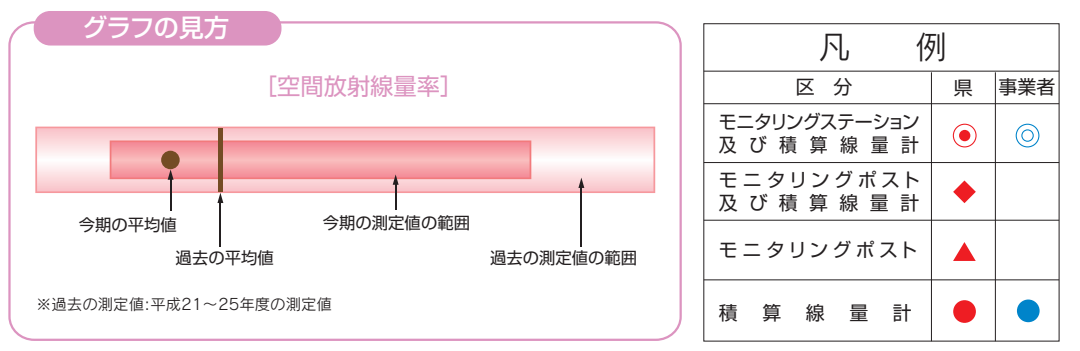 グラフの見方
[空間放射線量率]
今期の平均値
過去の平均値
今期の測定値の範囲
過去の測定値の範囲
※過去の測定値:平成21～25年度の測定値
凡例
区分 県 事業者
モニタリングステーション
及び積算線量計
モニタリングポスト
及び積算線量計
モニタリングポスト
積算線量計